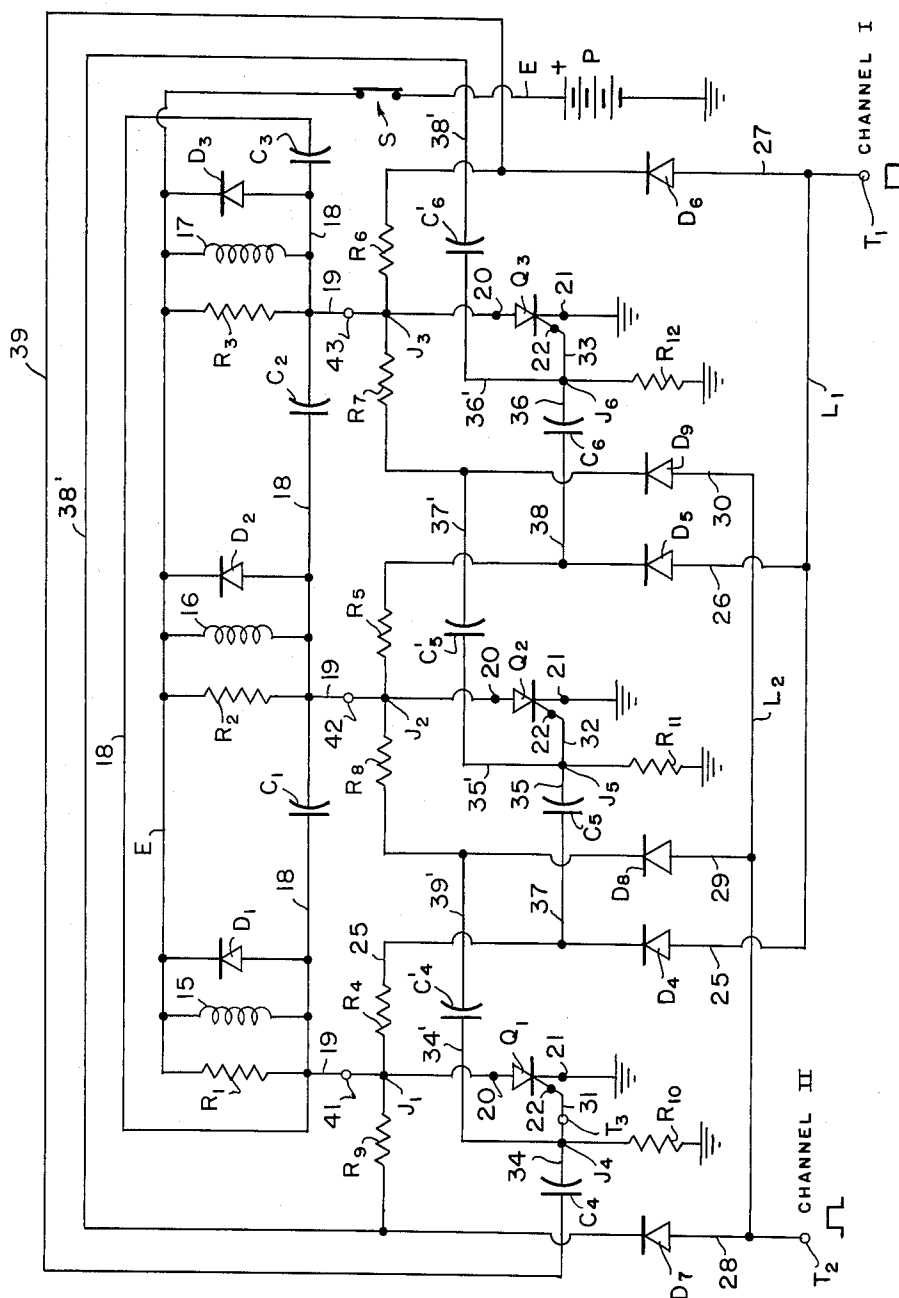 39
38'
18
E
R1
15
D1
R2
16
D2
R3
17
D3
C3
18
C1
18
C2
18
S
E
+
P
19
41
J1
19
42
J2
19
43
J3
38'
R9
R4
25
R8
R5
R7
R6
C'4
34'
39'
C'5
35'
37'
C'6
36'
20
Q1
22
21
31
T3
20
Q2
22
21
32
20
Q3
22
21
33
34
C4
J4
R10
37
35
C5
J5
R11
38
36
C6
J6
R12
D7
28
D4
25
D8
29
D5
26
D9
30
D6
27
L2
L1
T2
CHANNEL II
T1
CHANNEL I